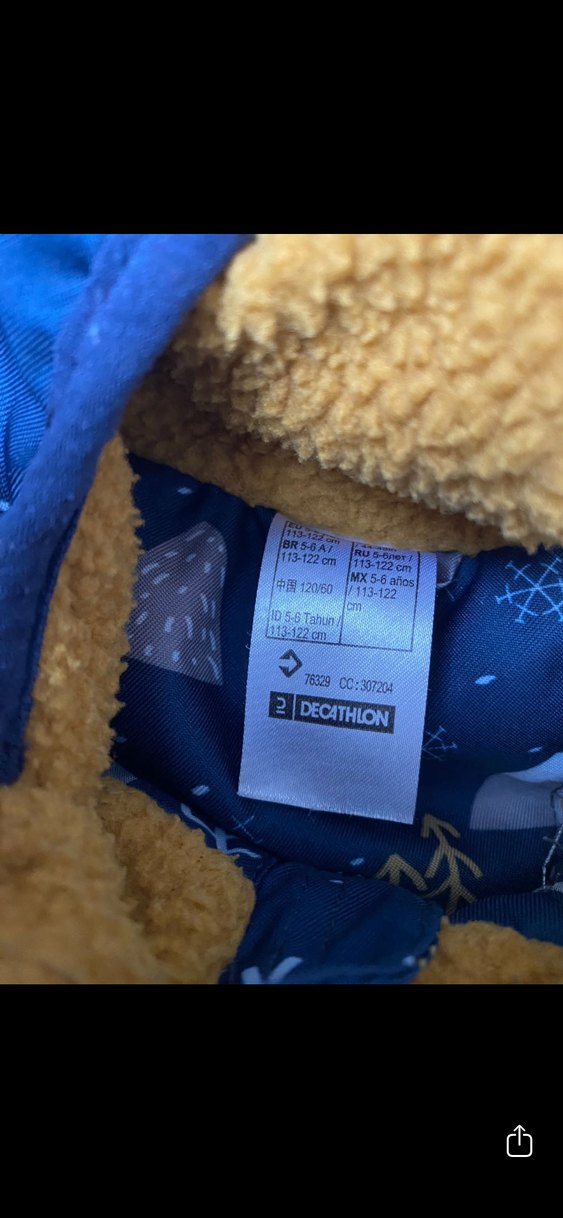 113-122 cm
BR 5-6 A /
113-122 cm
中国 120/60
ID 5-6 Tahun /
113-122 cm
RU 5-6лет /
113-122 cm
MX 5-6 años
/ 113-122
cm
76329 CC : 307204
DECATHLON